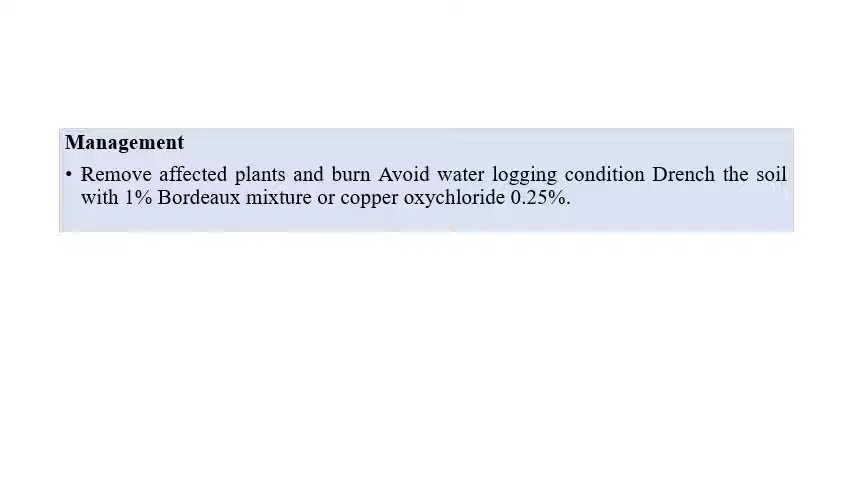 Management
• Remove affected plants and burn Avoid water logging condition Drench the soil
with 1% Bordeaux mixture or copper oxychloride 0.25%.